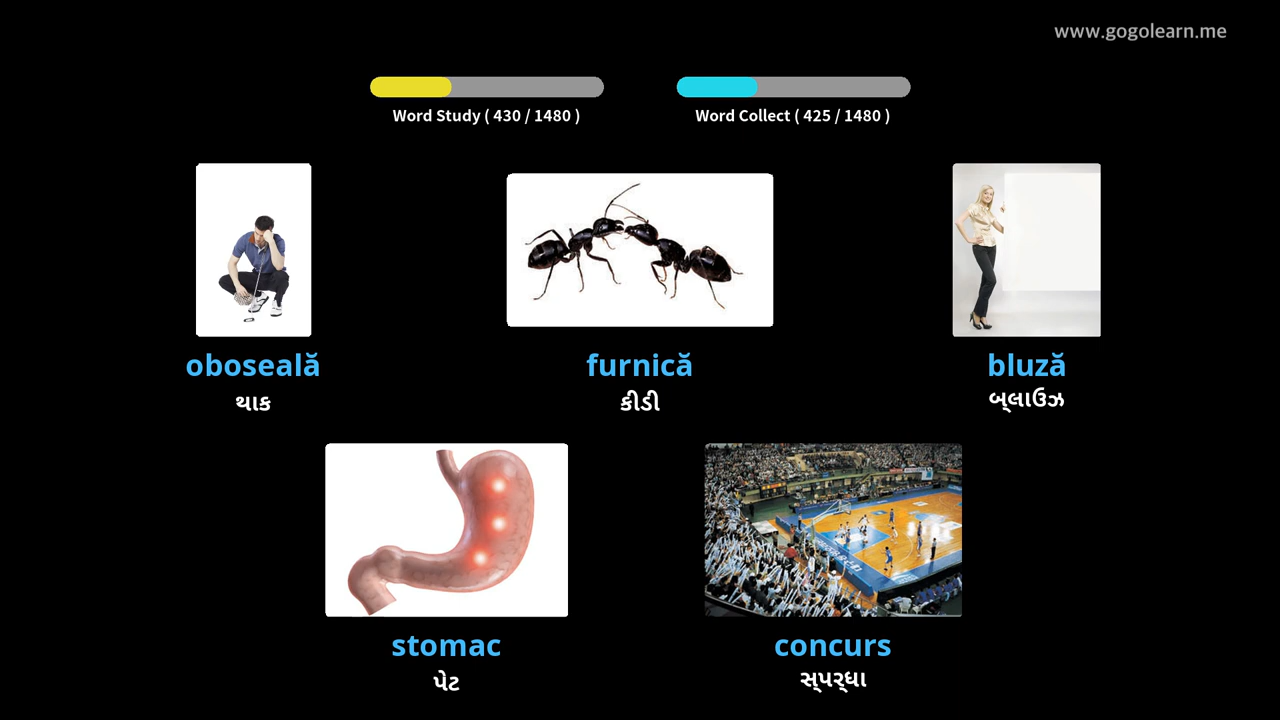 www.gogolearn.me
Word Study ( 430 / 1480 )
Word Collect ( 425 / 1480 )
oboseală
થાક
furnică
કીડી
bluză
બ્લાઉઝ
stomac
પેટ
concurs
સ્પર્ધા